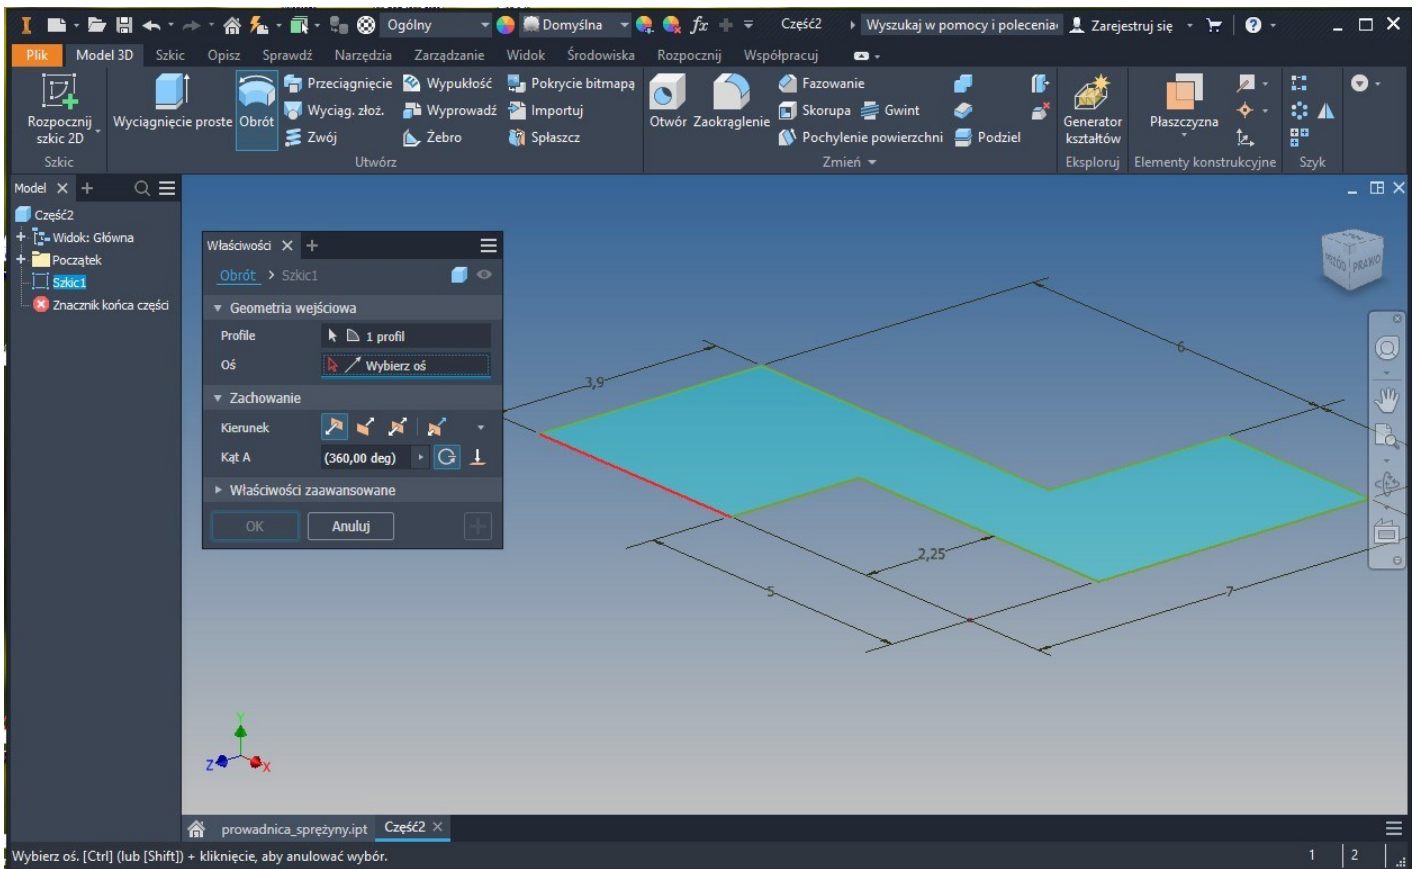 Ogólny Domyślna fx Część2 Wyszukaj w pomocy i polecenia Zarejestruj się
Plik Model 3D Szkic Opisz Sprawdź Narzędzia Zarządzanie Widok Środowiska Rozpocznij Współpracuj
Rozpocznij szkic 2D
Wyciągnięcie proste
Obrót
Przeciągnięcie
Wyciąg. złoż.
Zwój
Wypukłość
Wyprowadź
Żebro
Pokrycie bitmapą
Importuj
Spłaszcz
Otwór
Zaokrąglenie
Fazowanie
Skorupa
Gwint
Pochylenie powierzchni
Podziel
Generator kształtów
Płaszczyzna
Szkic
Utwórz
Zmień
Eksploruj
Elementy konstrukcyjne
Szyk
Model
Część2
Widok: Główna
Początek
Szkic1
Znacznik końca części
Właściwości
Obrót > Szkic1
Geometria wejściowa
Profile 1 profil
Oś Wybierz oś
Zachowanie
Kierunek
Kąt A (360,00 deg)
Właściwości zaawansowane
OK Anuluj
PRAWO
6
3,9
2,25
5
7
Y
Z
X
prowadnica_sprężyny.ipt Część2
Wybierz oś. [Ctrl] (lub [Shift]) + kliknięcie, aby anulować wybór.
1 2